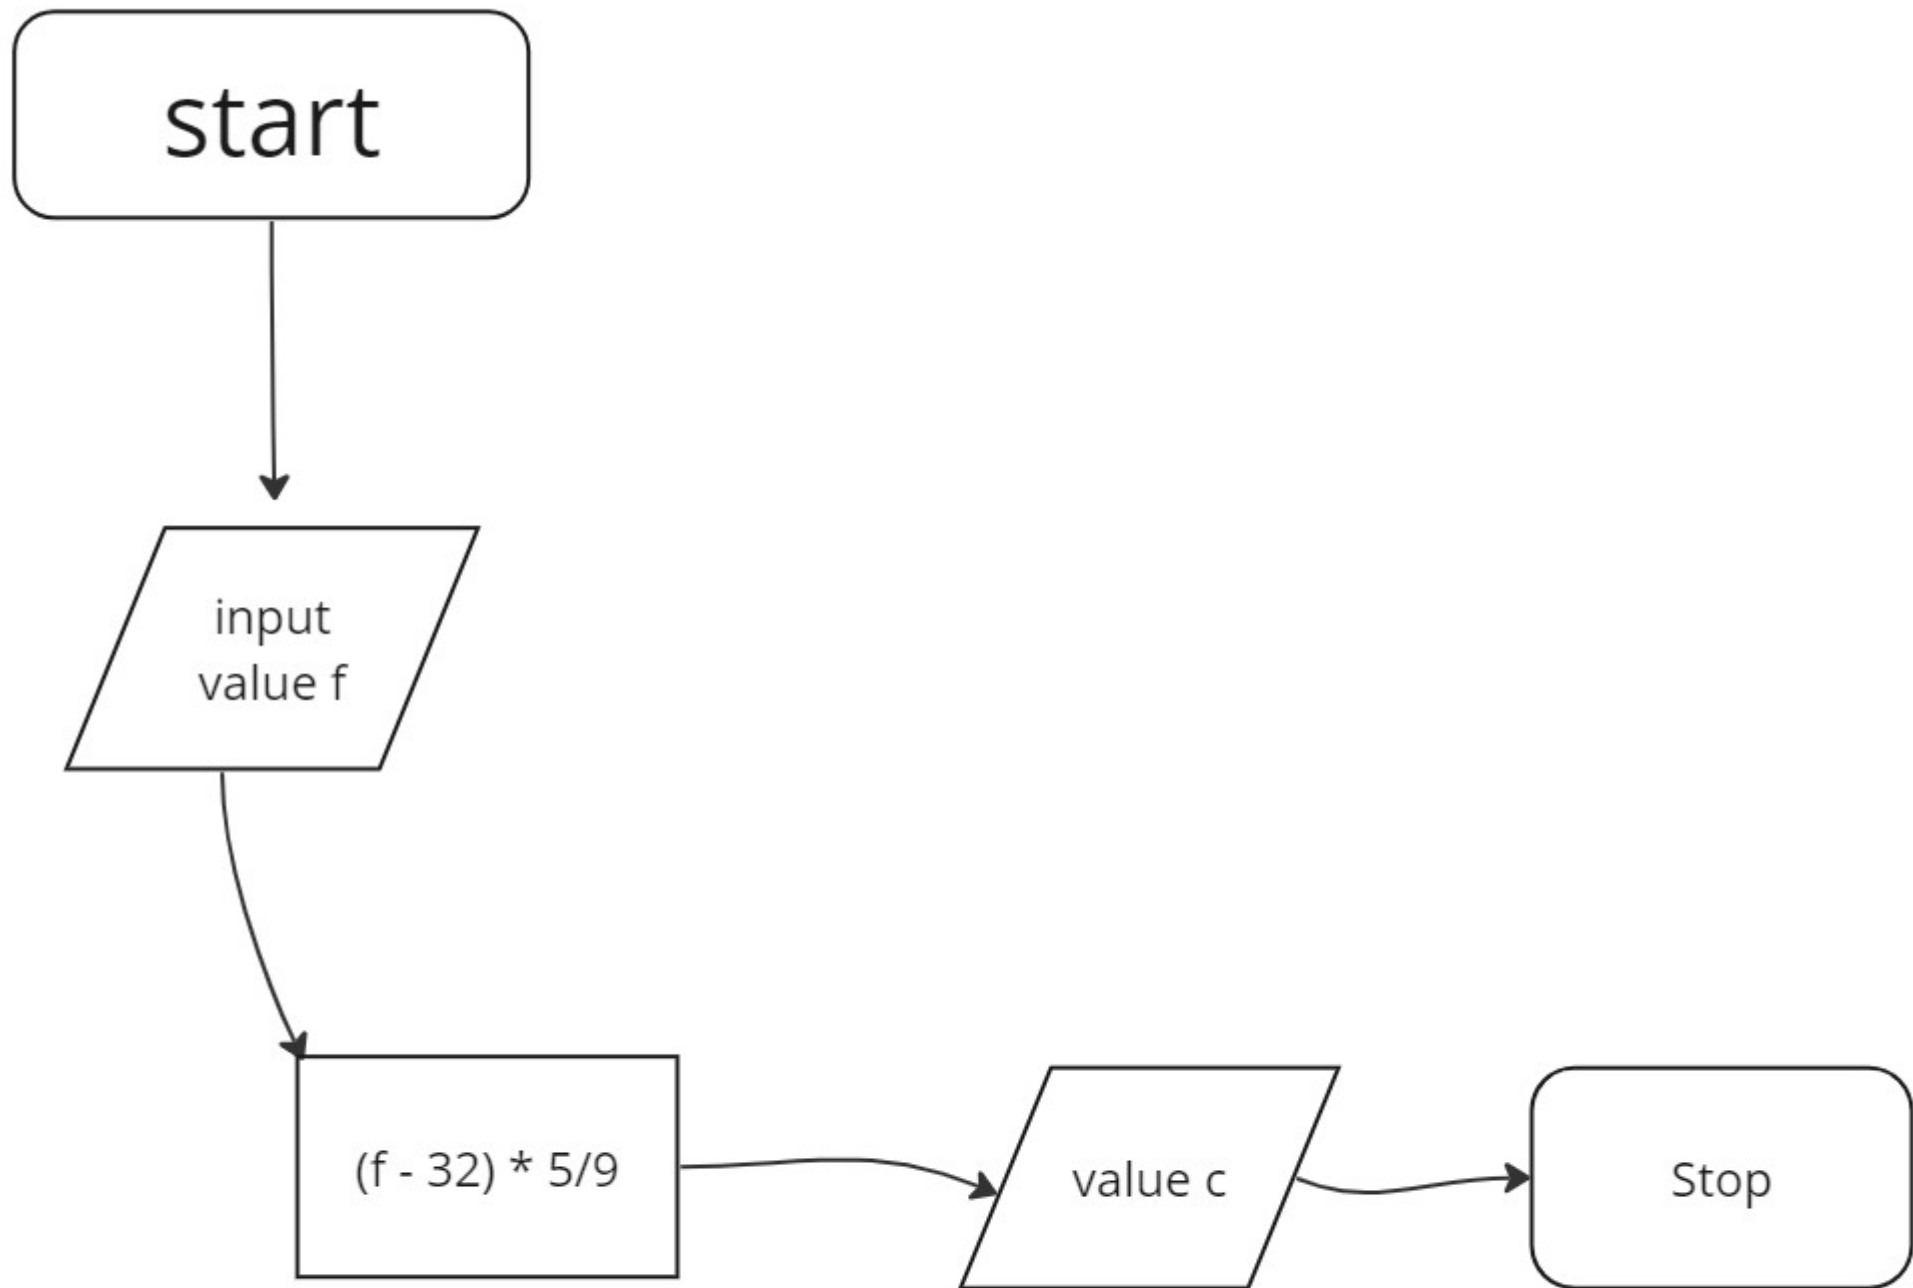 start
input
value f
(f - 32) * 5/9
value c
Stop